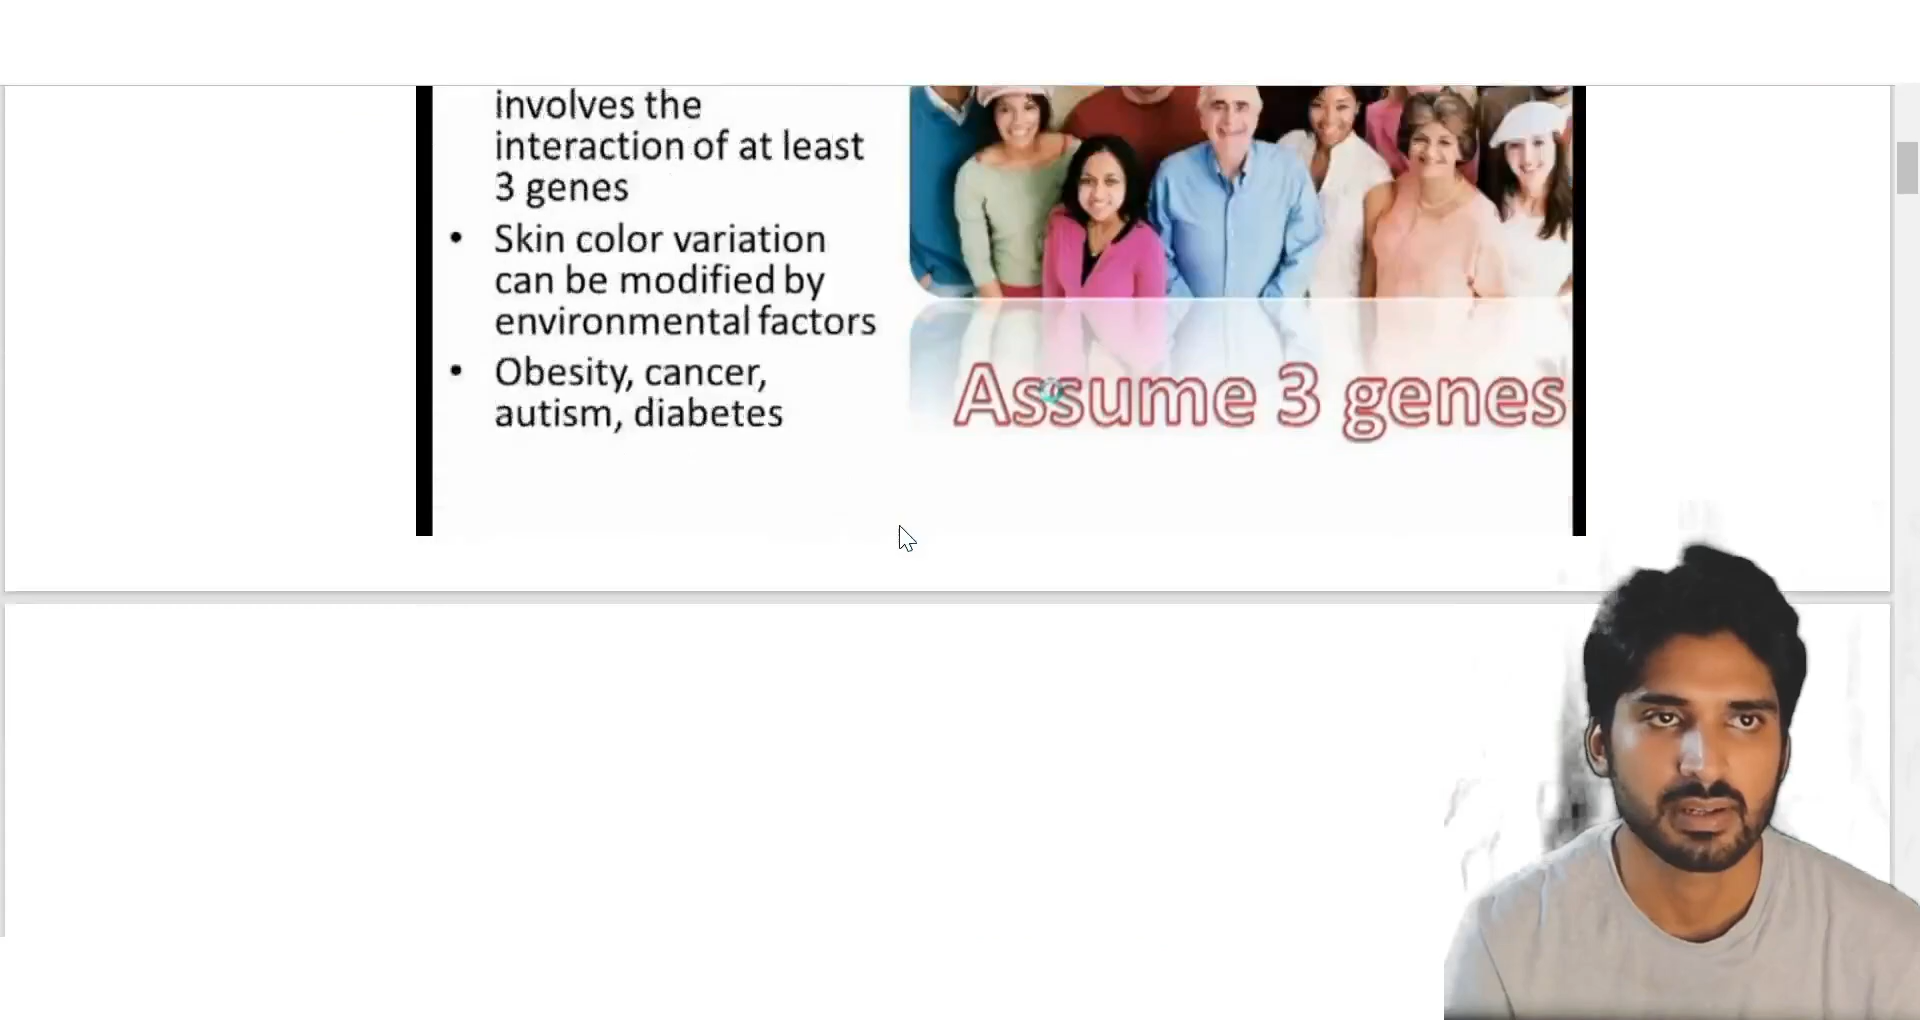 involves the
interaction of at least
3 genes
• Skin color variation
can be modified by
environmental factors
• Obesity, cancer,
autism, diabetes
Assume 3 genes